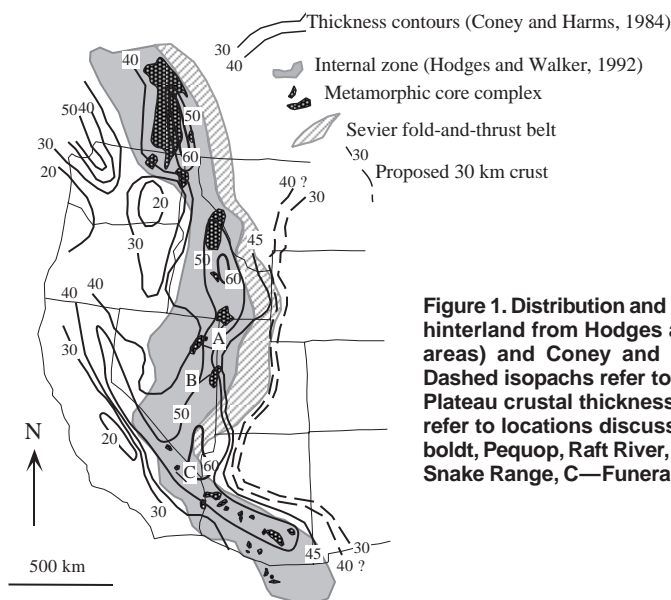 Thickness contours (Coney and Harms, 1984)
30
40
Internal zone (Hodges and Walker, 1992)
Metamorphic core complex
Sevier fold-and-thrust belt
30
Proposed 30 km crust
40
50
40
50
30
20
60
20
30
40 ?
30
45
50
60
40
40
30
A
B
50
20
C
60
30
45
30
40 ?
N
500 km
Figure 1. Distribution and
hinterland from Hodges a
areas) and Coney and
Dashed isopachs refer to
Plateau crustal thickness
refer to locations discuss
boldt, Pequop, Raft River,
Snake Range, C—Funera